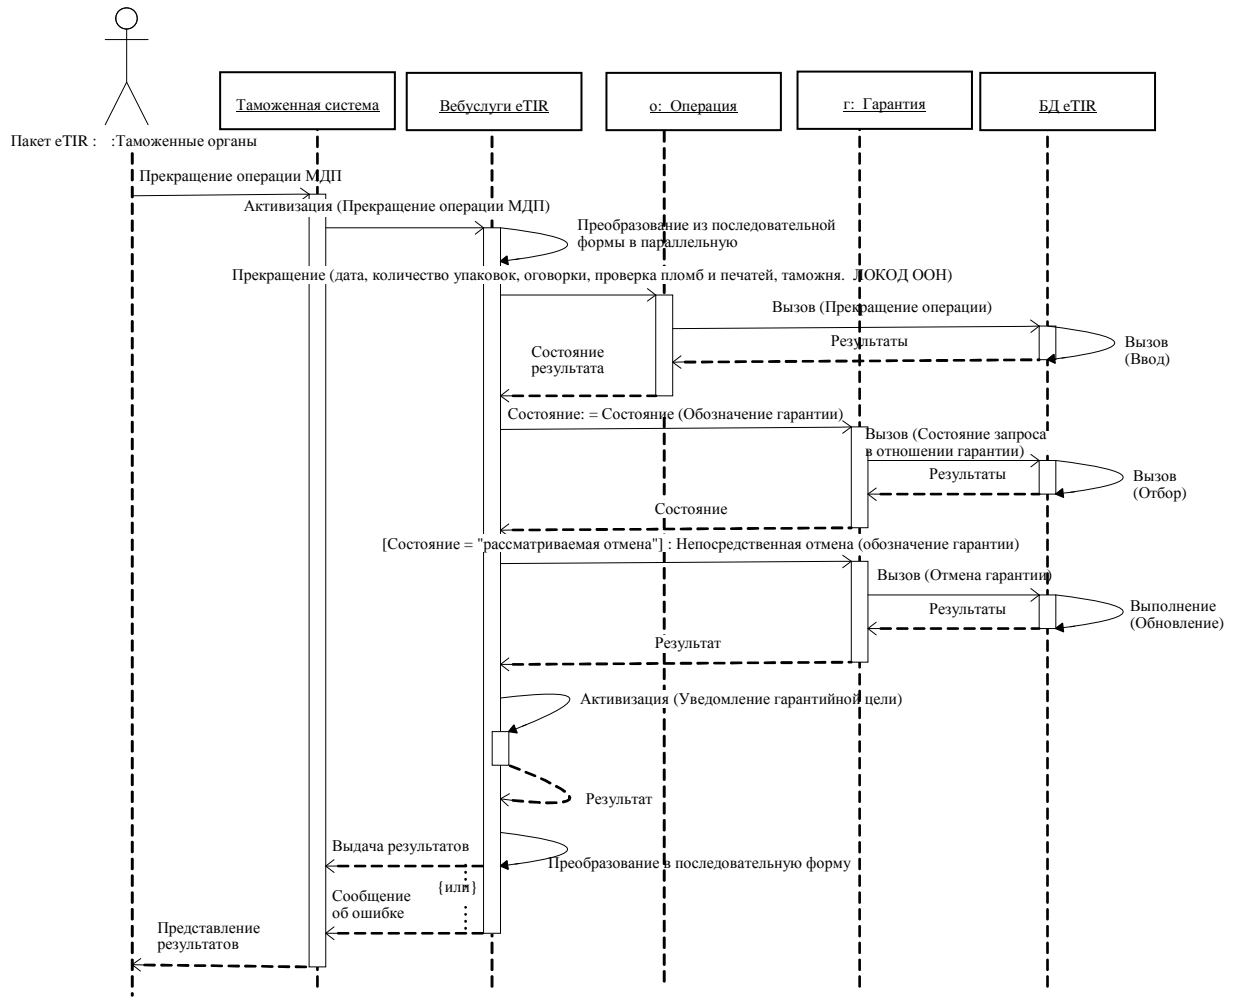 Таможенная система
Вебуслуги eTIR
о: Операция
г: Гарантия
БД eTIR
Пакет eTIR : :Таможенные органы
Прекращение операции МДП
Активизация (Прекращение операции МДП)
Преобразование из последовательной
формы в параллельную
Прекращение (дата, количество упаковок, оговорки, проверка пломб и печатей, таможня. ЛОКОД ООН)
Вызов (Прекращение операции)
Результаты
Вызов
(Ввод)
Состояние
результата
Состояние: = Состояние (Обозначение гарантии)
Вызов (Состояние запроса
в отношении гарантии)
Результаты
Вызов
(Отбор)
Состояние
[Состояние = "рассматриваемая отмена"] : Непосредственная отмена (обозначение гарантии)
Вызов (Отмена гарантии)
Результаты
Выполнение
(Обновление)
Результат
Активизация (Уведомление гарантийной цепи)
Результат
Выдача результатов
Преобразование в последовательную форму
{или}
Сообщение
об ошибке
Представление
результатов